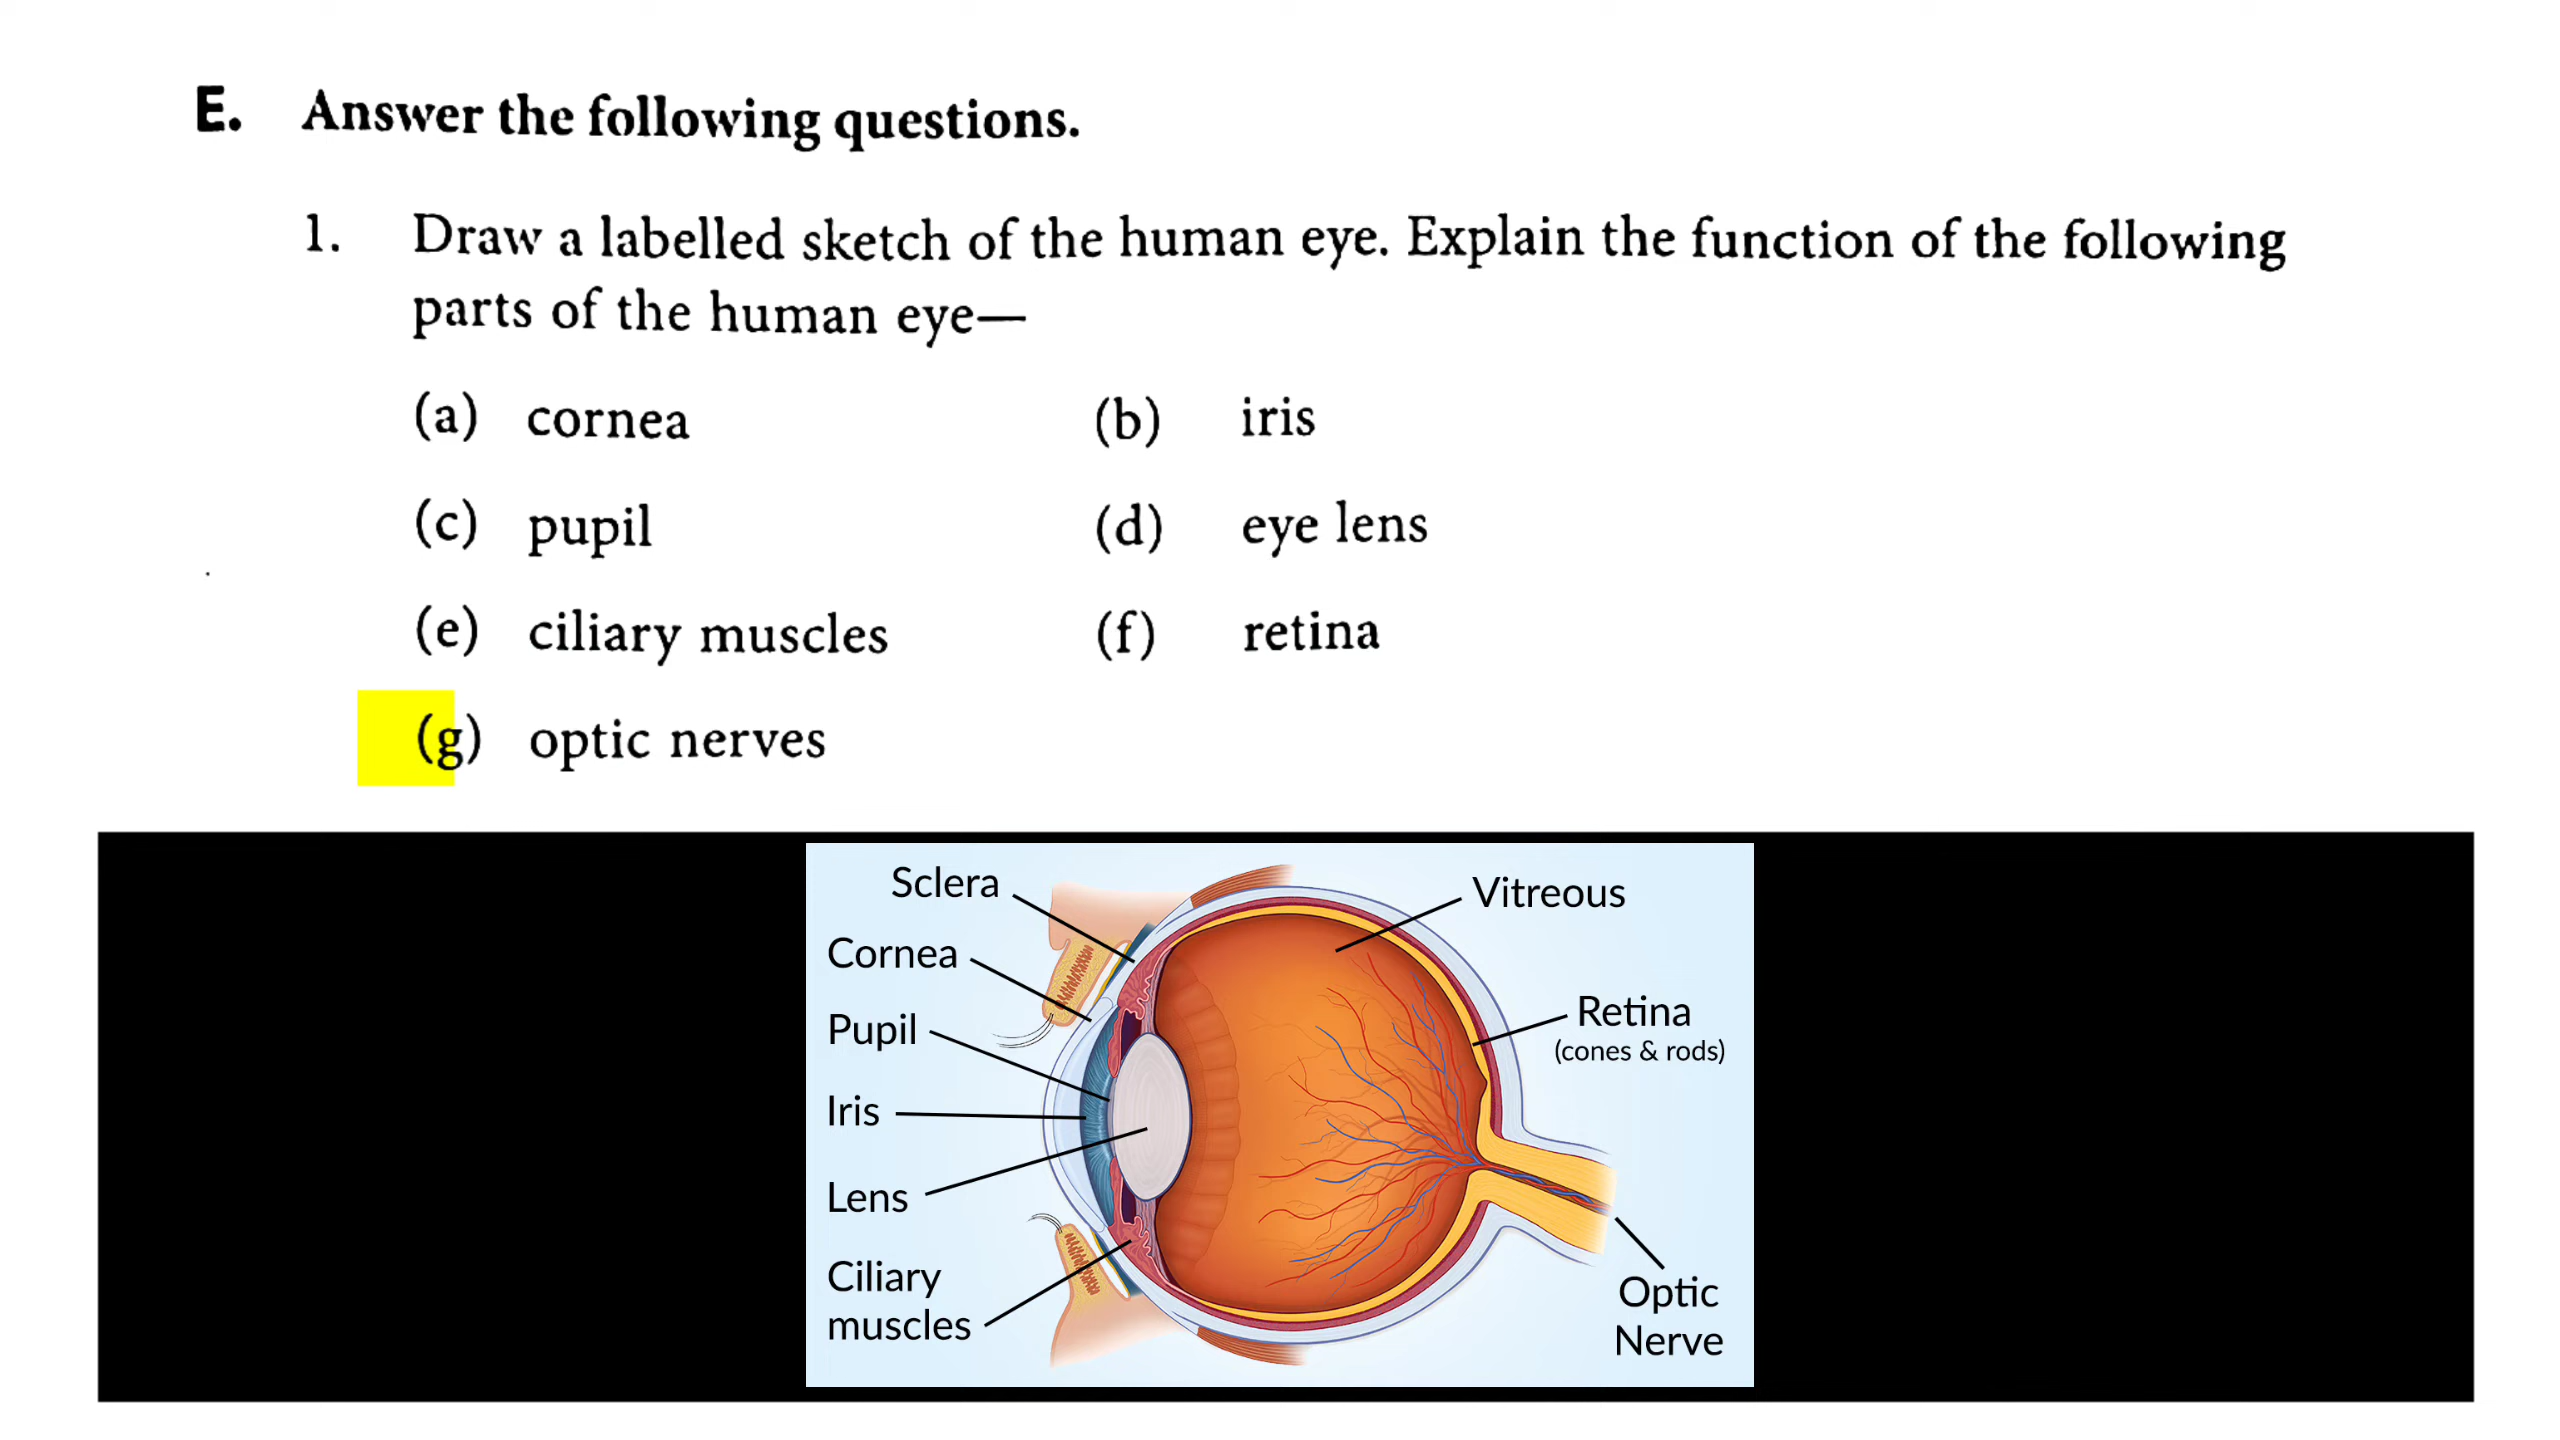 E. Answer the following questions.
1. Draw a labelled sketch of the human eye. Explain the function of the following
parts of the human eye—
(a) cornea (b) iris
(c) pupil (d) eye lens
(e) ciliary muscles (f) retina
(g) optic nerves
Sclera
Cornea
Pupil
Iris
Lens
Ciliary
muscles
Vitreous
Retina
(cones & rods)
Optic
Nerve